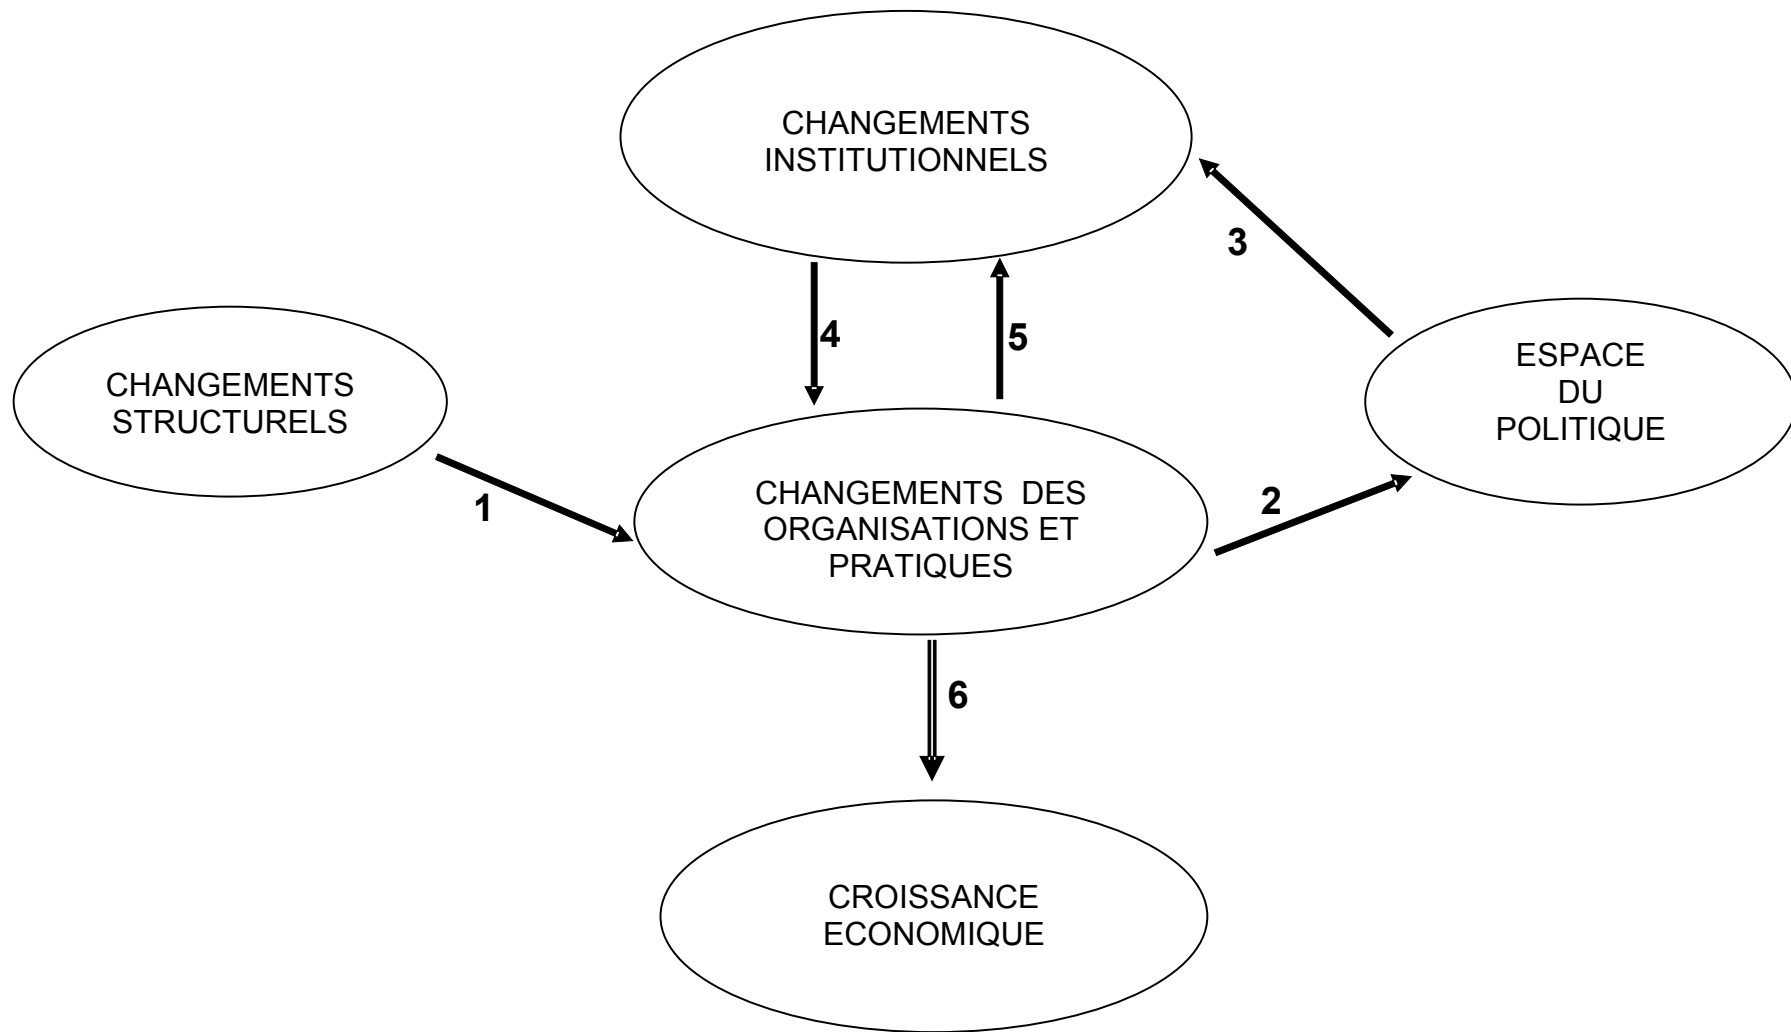 CHANGEMENTS
INSTITUTIONNELS
3
4
5
CHANGEMENTS
STRUCTURELS
ESPACE
DU
POLITIQUE
1
CHANGEMENTS DES
ORGANISATIONS ET
PRATIQUES
2
6
CROISSANCE
ECONOMIQUE